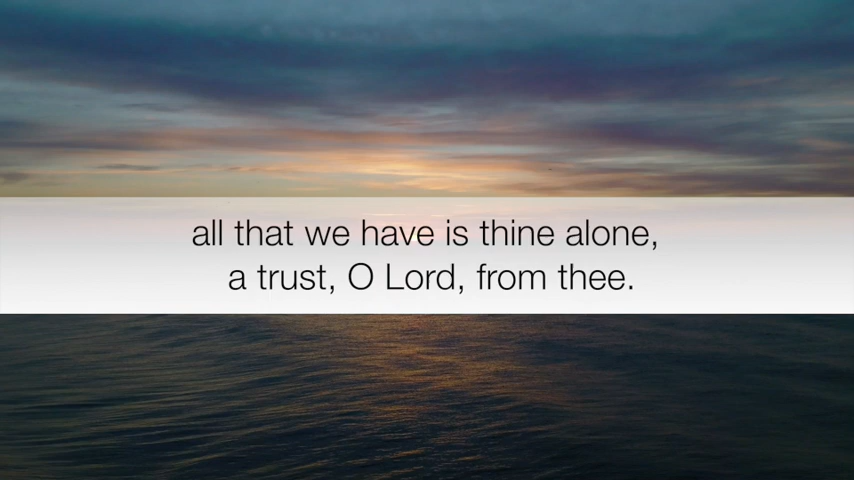 all that we have is thine alone,
a trust, O Lord, from thee.